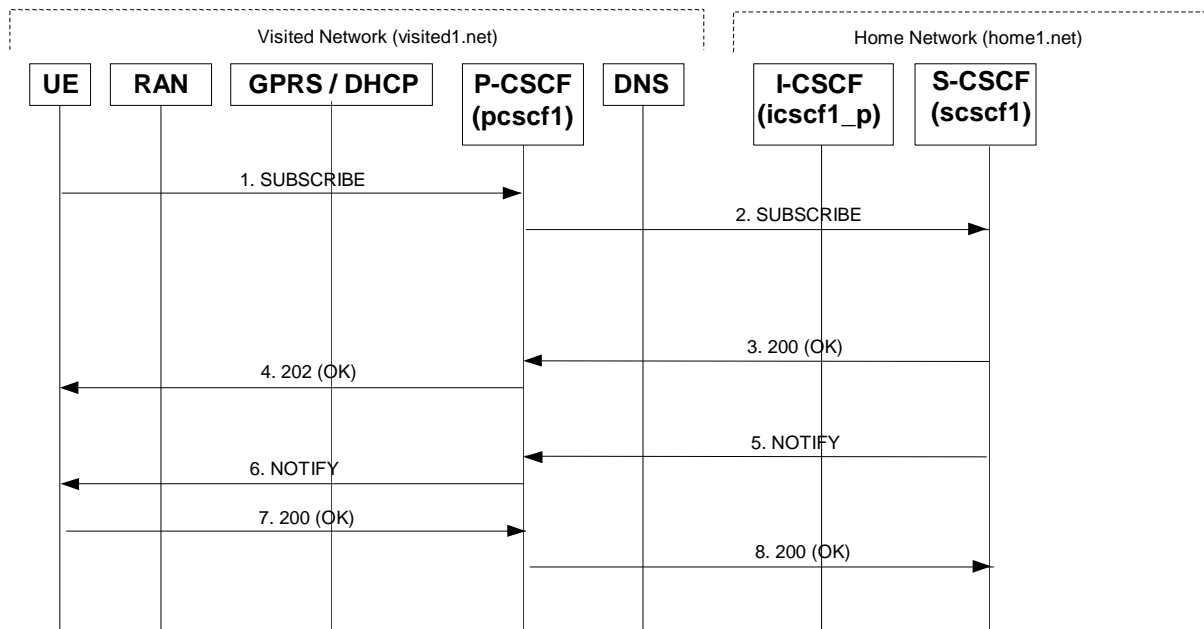 Visited Network (visited1.net)
Home Network (home1.net)
UE
RAN
GPRS / DHCP
P-CSCF
(pcscf1)
DNS
I-CSCF
(icscf1_p)
S-CSCF
(scscf1)
1. SUBSCRIBE
2. SUBSCRIBE
3. 200 (OK)
4. 202 (OK)
5. NOTIFY
6. NOTIFY
7. 200 (OK)
8. 200 (OK)